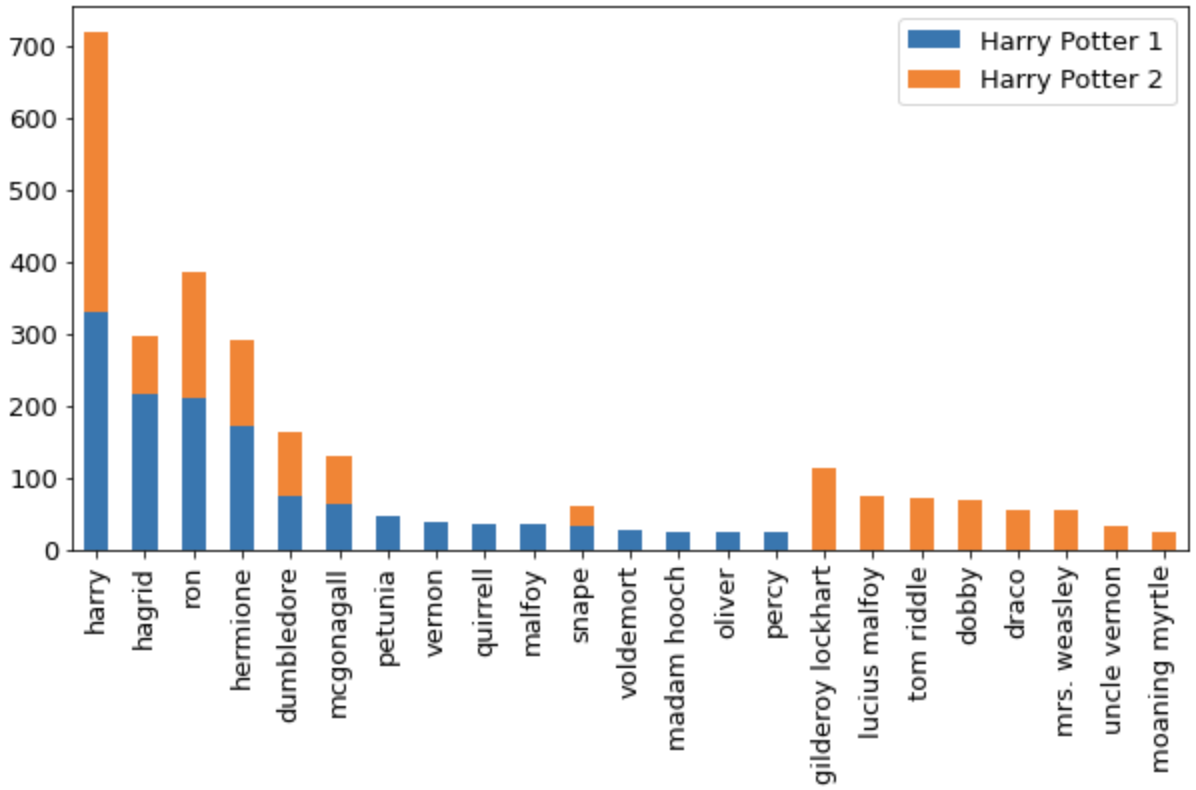 700
600
500
400
300
200
100
0
Harry Potter 1
Harry Potter 2
harry
hagrid
ron
hermione
dumbledore
mcgonagall
petunia
vernon
quirrell
malfoy
snape
voldemort
madam hooch
oliver
percy
gilderoy lockhart
lucius malfoy
tom riddle
dobby
draco
mrs. weasley
uncle vernon
moaning myrtle